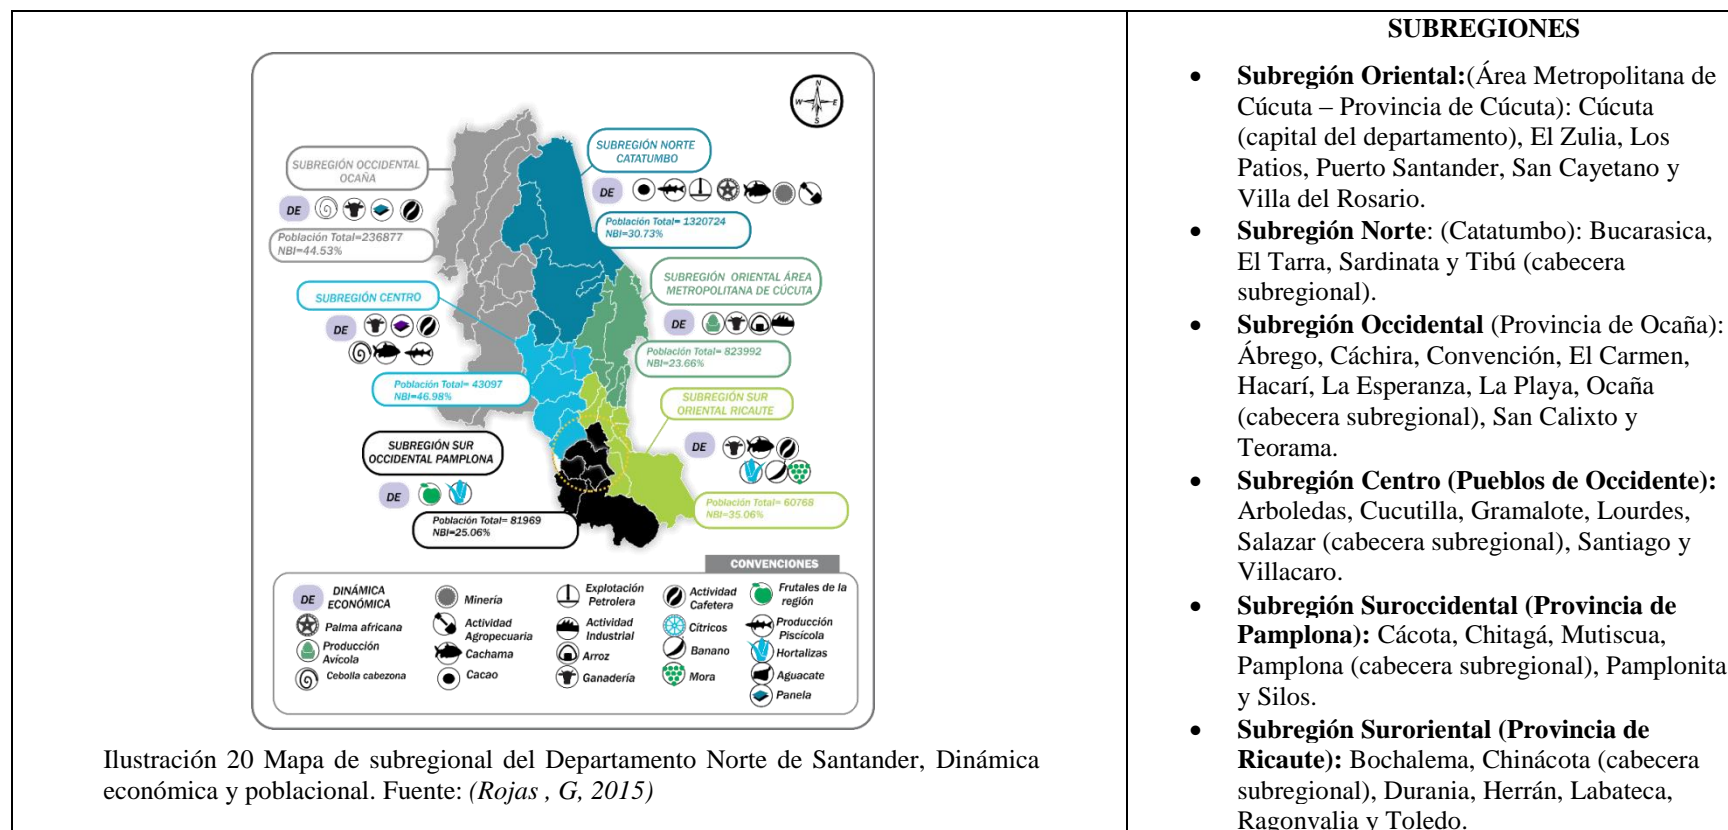 N
W
E
S
SUBREGIÓN OCCIDENTAL
OCAÑA
DE
Población Total=236877
NBI=44.53%
SUBREGIÓN NORTE
CATATUMBO
DE
Población Total= 1320724
NBI=30.73%
SUBREGIÓN ORIENTAL ÁREA
METROPOLITANA DE CÚCUTA
DE
Población Total= 823992
NBI=23.66%
SUBREGIÓN CENTRO
DE
Población Total= 43097
NBI=46.98%
SUBREGIÓN SUR
ORIENTAL RICAUTE
DE
Población Total= 60768
NBI=35.06%
SUBREGIÓN SUR
OCCIDENTAL PAMPLONA
DE
Población Total= 81969
NBI=25.06%
CONVENCIONES
DE
DINÁMICA
ECONÓMICA
Palma africana
Producción
Avícola
Cebolla cabezona
Minería
Actividad
Agropecuaria
Cachama
Cacao
Explotación
Petrolera
Actividad
Industrial
Arroz
Ganadería
Actividad
Cafetera
Cítricos
Banano
Mora
Frutales de la
región
Producción
Piscícola
Hortalizas
Aguacate
Panela
Ilustración 20 Mapa de subregional del Departamento Norte de Santander, Dinámica
económica y poblacional. Fuente: (Rojas , G, 2015)
SUBREGIONES
• Subregión Oriental:(Área Metropolitana de
Cúcuta – Provincia de Cúcuta): Cúcuta
(capital del departamento), El Zulia, Los
Patios, Puerto Santander, San Cayetano y
Villa del Rosario.
• Subregión Norte: (Catatumbo): Bucarasica,
El Tarra, Sardinata y Tibú (cabecera
subregional).
• Subregión Occidental (Provincia de Ocaña):
Ábrego, Cáchira, Convención, El Carmen,
Hacarí, La Esperanza, La Playa, Ocaña
(cabecera subregional), San Calixto y
Teorama.
• Subregión Centro (Pueblos de Occidente):
Arboledas, Cucutilla, Gramalote, Lourdes,
Salazar (cabecera subregional), Santiago y
Villacaro.
• Subregión Suroccidental (Provincia de
Pamplona): Cácota, Chitagá, Mutiscua,
Pamplona (cabecera subregional), Pamplonita
y Silos.
• Subregión Suroriental (Provincia de
Ricaute): Bochalema, Chinácota (cabecera
subregional), Durania, Herrán, Labateca,
Ragonvalia y Toledo.